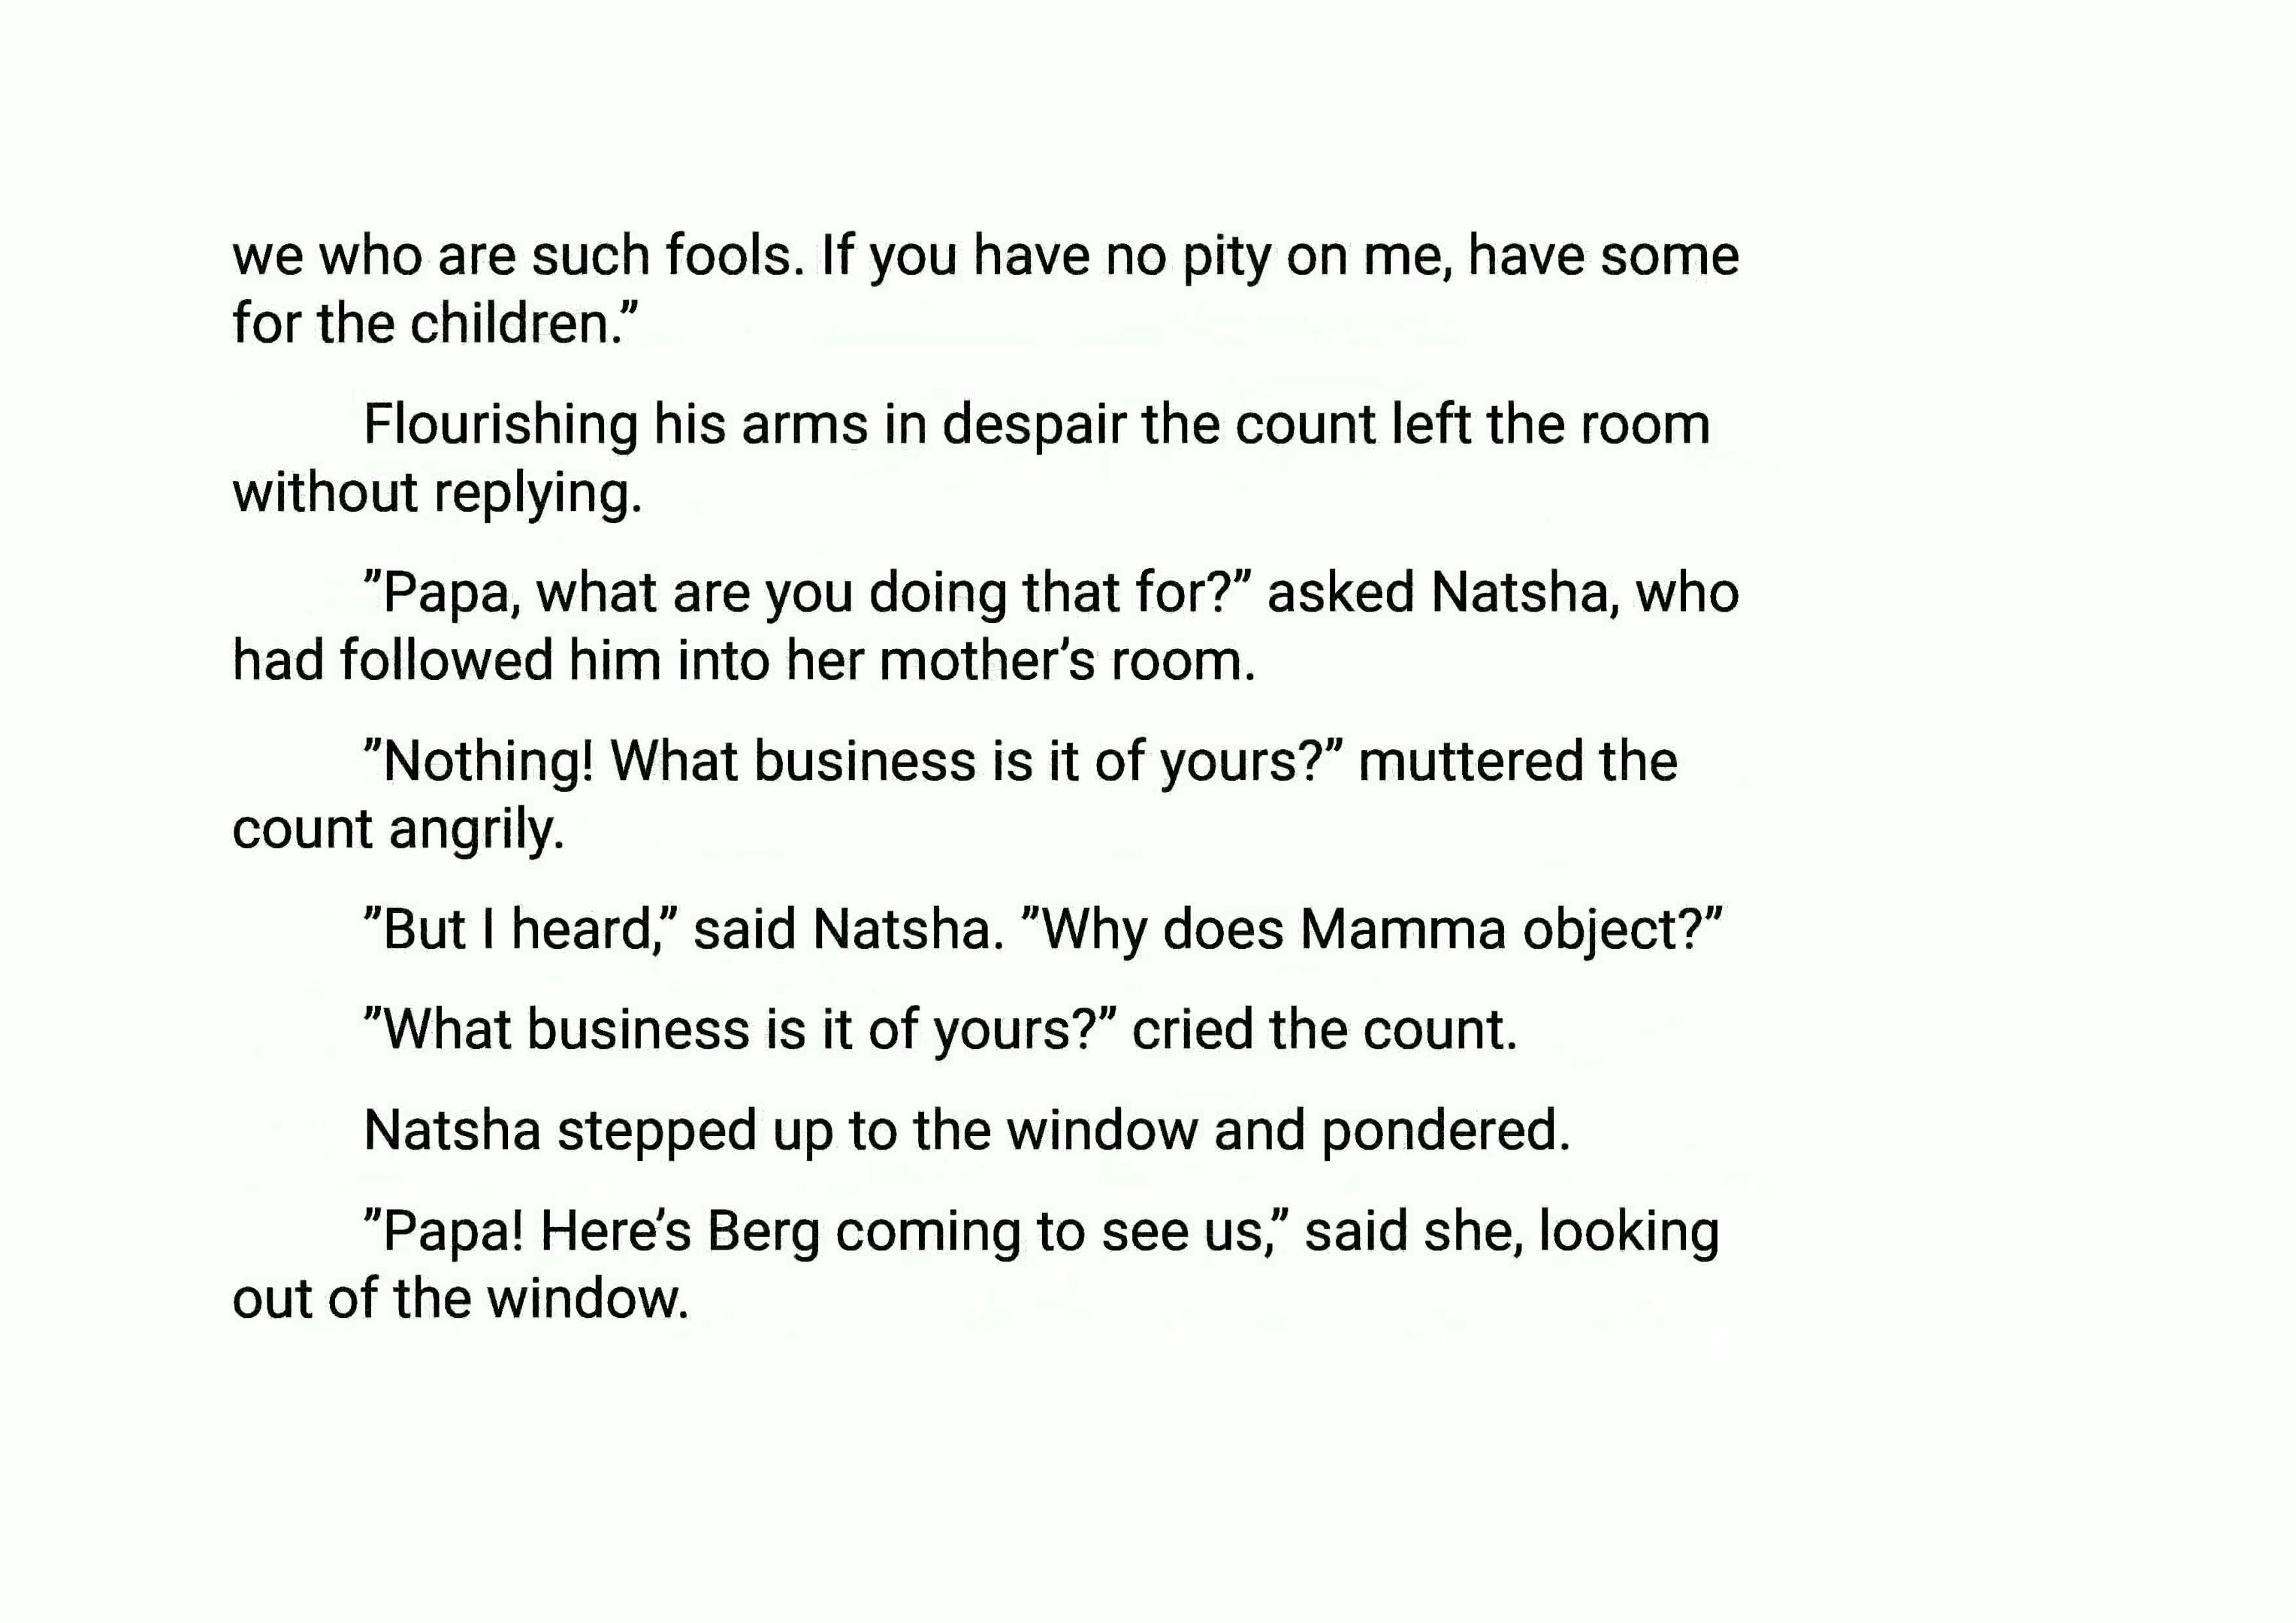 we who are such fools. If you have no pity on me, have some
for the children.”
Flourishing his arms in despair the count left the room
without replying.
”Papa, what are you doing that for?” asked Natsha, who
had followed him into her mother’s room.
”Nothing! What business is it of yours?” muttered the
count angrily.
”But I heard,” said Natsha. ”Why does Mamma object?”
”What business is it of yours?” cried the count.
Natsha stepped up to the window and pondered.
”Papa! Here’s Berg coming to see us,” said she, looking
out of the window.